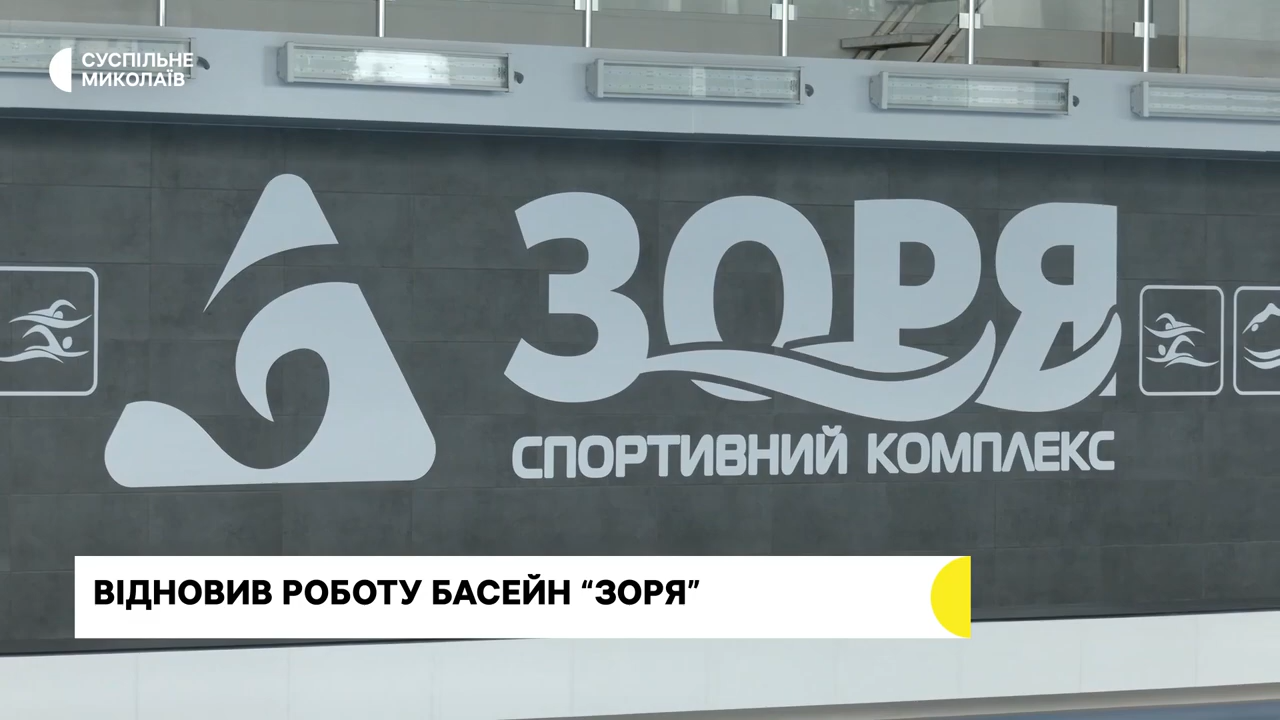 СУСПІЛЬНЕ
МИКОЛАЇВ
ЗОРЯ
СПОРТИВНИЙ КОМПЛЕКС
ВІДНОВИВ РОБОТУ БАСЕЙН “ЗОРЯ”